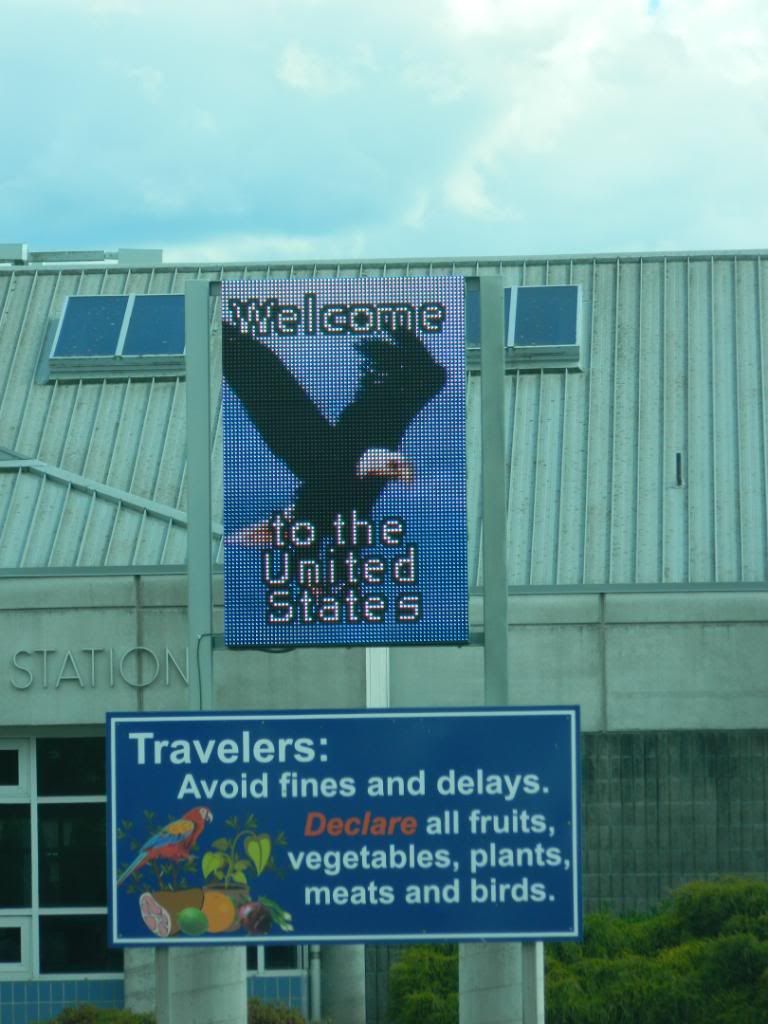 Welcome
to the
United
States
STATION
Travelers:
Avoid fines and delays.
Declare all fruits,
vegetables, plants,
meats and birds.